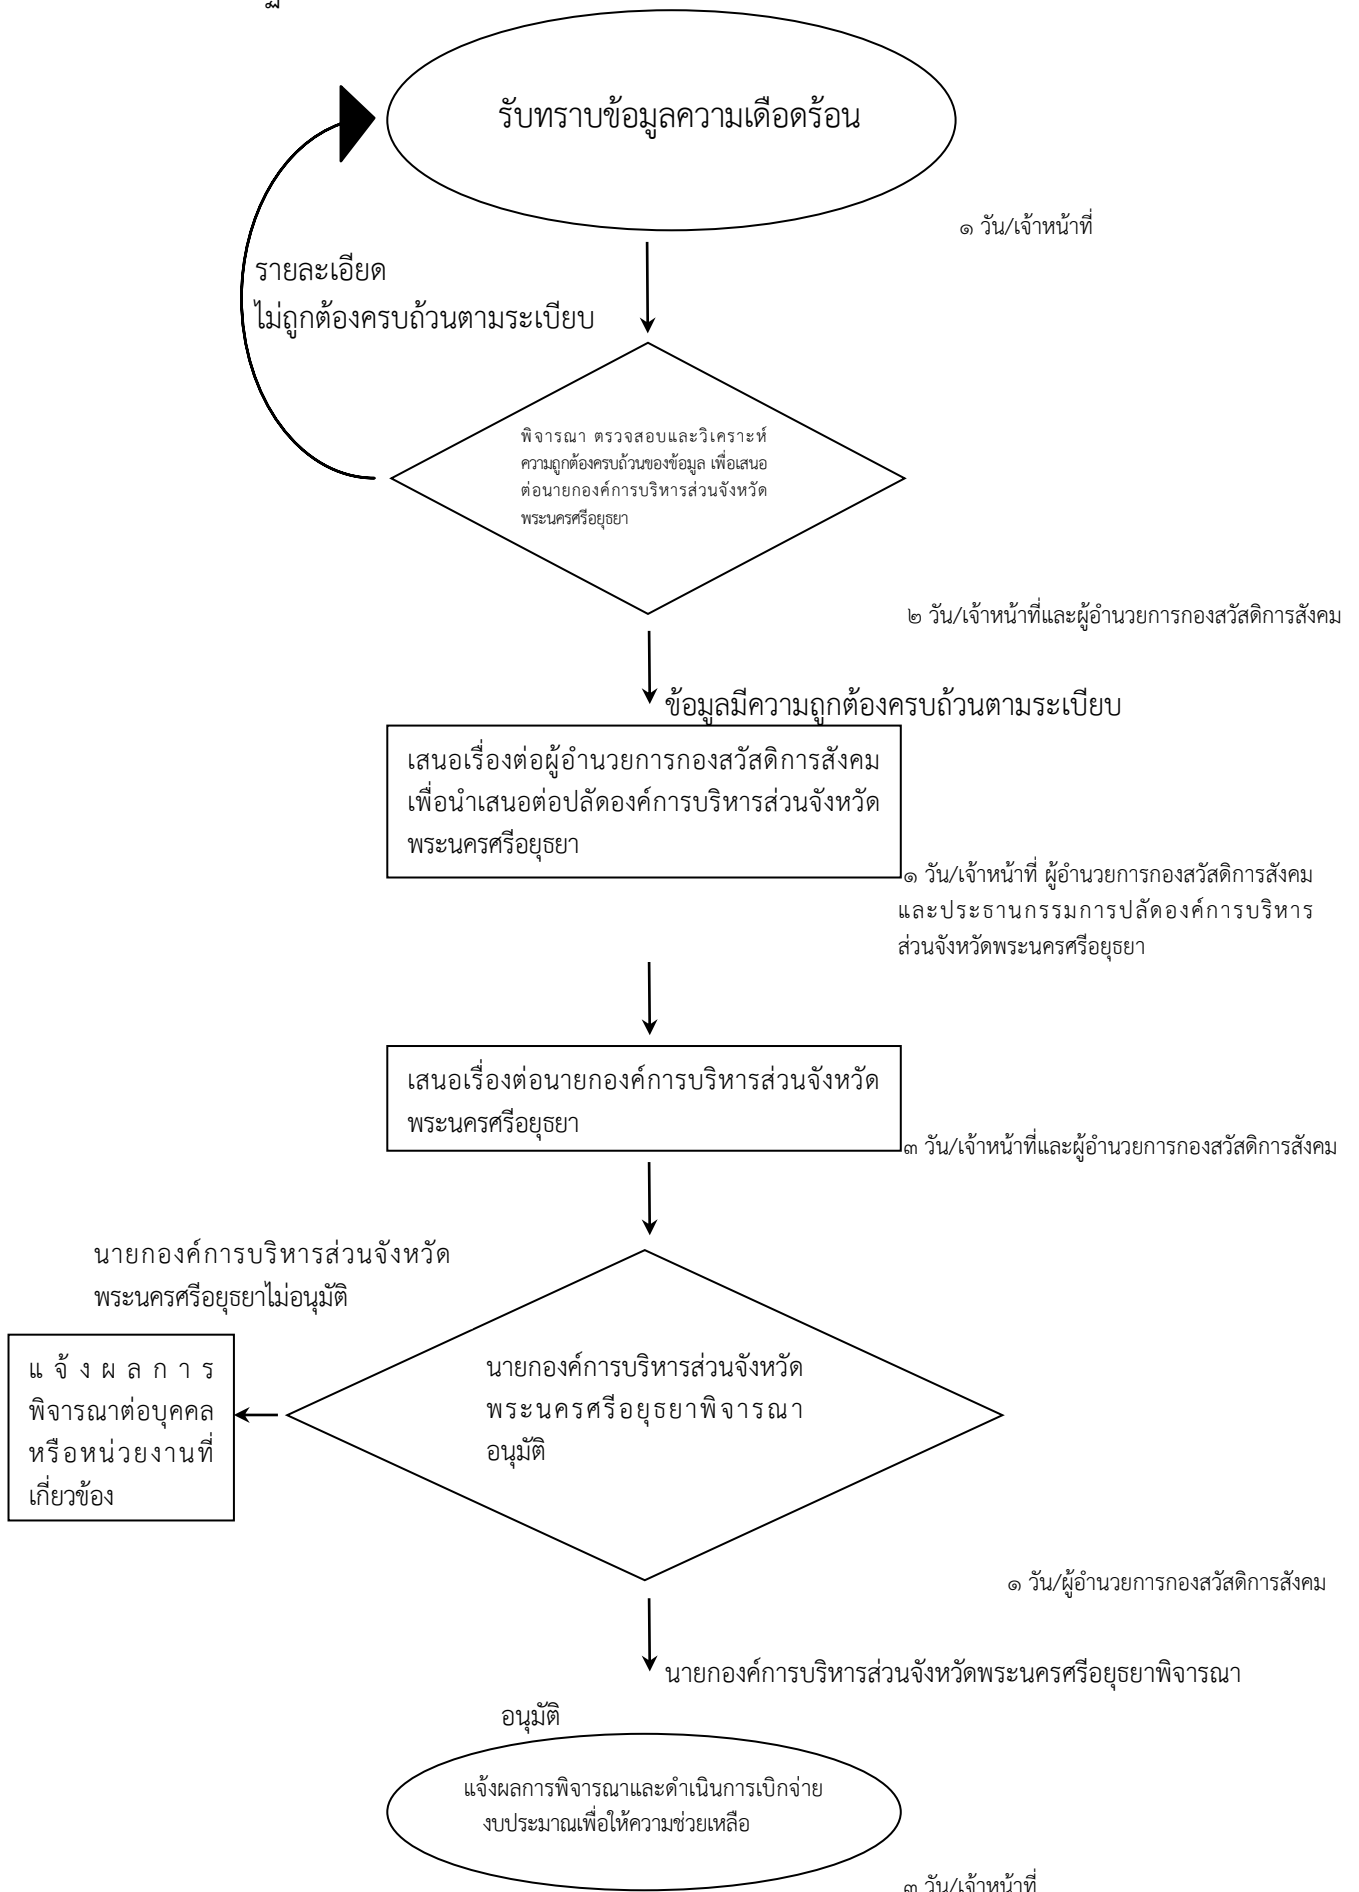 รับทราบข้อมูลความเดือดร้อน
๑ วัน/เจ้าหน้าที่
รายละเอียด
ไม่ถูกต้องครบถ้วนตามระเบียบ
พิจารณา ตรวจสอบและวิเคราะห์
ความถูกต้องครบถ้วนของข้อมูล เพื่อเสนอ
ต่อนายกองค์การบริหารส่วนจังหวัด
พระนครศรีอยุธยา
๒ วัน/เจ้าหน้าที่และผู้อำนวยการกองสวัสดิการสังคม
ข้อมูลมีความถูกต้องครบถ้วนตามระเบียบ
เสนอเรื่องต่อผู้อำนวยการกองสวัสดิการสังคม
เพื่อนำเสนอต่อปลัดองค์การบริหารส่วนจังหวัด
พระนครศรีอยุธยา
๑ วัน/เจ้าหน้าที่ ผู้อำนวยการกองสวัสดิการสังคม
และประธานกรรมการปลัดองค์การบริหาร
ส่วนจังหวัดพระนครศรีอยุธยา
เสนอเรื่องต่อนายกองค์การบริหารส่วนจังหวัด
พระนครศรีอยุธยา
๓ วัน/เจ้าหน้าที่และผู้อำนวยการกองสวัสดิการสังคม
นายกองค์การบริหารส่วนจังหวัด
พระนครศรีอยุธยาไม่อนุมัติ
แจ้งผลการ
พิจารณาต่อบุคคล
หรือหน่วยงานที่
เกี่ยวข้อง
นายกองค์การบริหารส่วนจังหวัด
พระนครศรีอยุธยาพิจารณา
อนุมัติ
๑ วัน/ผู้อำนวยการกองสวัสดิการสังคม
นายกองค์การบริหารส่วนจังหวัดพระนครศรีอยุธยาพิจารณา
อนุมัติ
แจ้งผลการพิจารณาและดำเนินการเบิกจ่าย
งบประมาณเพื่อให้ความช่วยเหลือ
๓ วัน/เจ้าหน้าที่